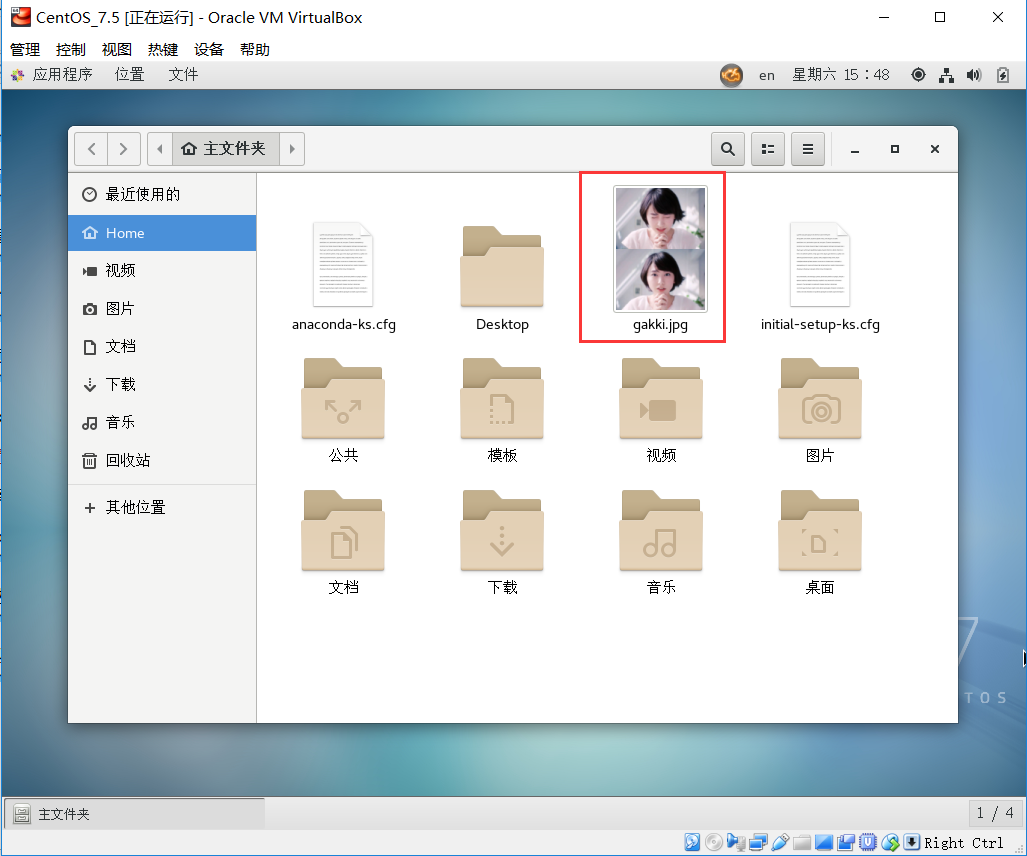 CentOS_7.5 [正在运行] - Oracle VM VirtualBox
管理 控制 视图 热键 设备 帮助
应用程序 位置 文件 en 星期六 15：48
主文件夹
最近使用的
Home
视频
图片
文档
下载
音乐
回收站
+ 其他位置
anaconda-ks.cfg Desktop gakki.jpg initial-setup-ks.cfg
公共 模板 视频 图片
文档 下载 音乐 桌面
7
TOS
主文件夹 1 / 4
Right Ctrl